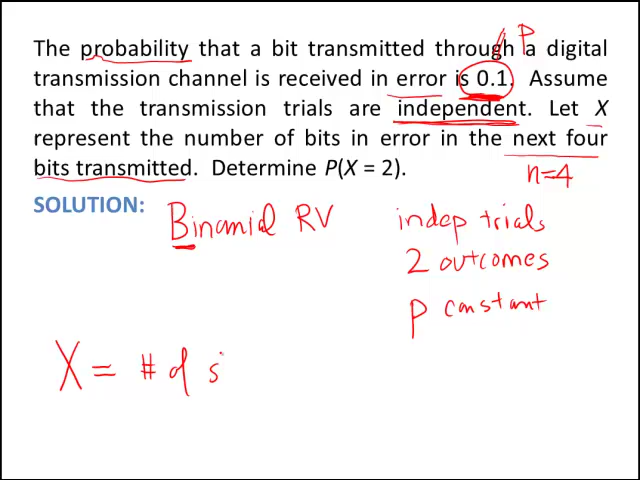 P
The probability that a bit transmitted through a digital
transmission channel is received in error is 0.1. Assume
that the transmission trials are independent. Let X
represent the number of bits in error in the next four
bits transmitted. Determine P(X = 2).
n=4
SOLUTION: Binomial RV indep trials
2 outcomes
p constant
X = # of s